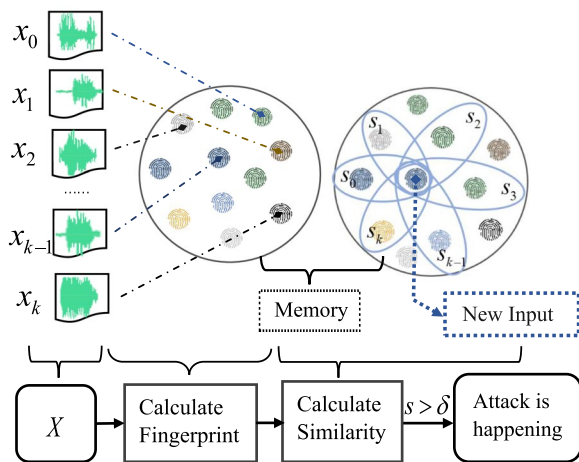 x₀
x₁
x₂
......
xₖ₋₁
xₖ
s₁
s₂
s₀
s₃
sₖ
sₖ₋₁
Memory
New Input
X
Calculate
Fingerprint
Calculate
Similarity
s > δ
Attack is
happening